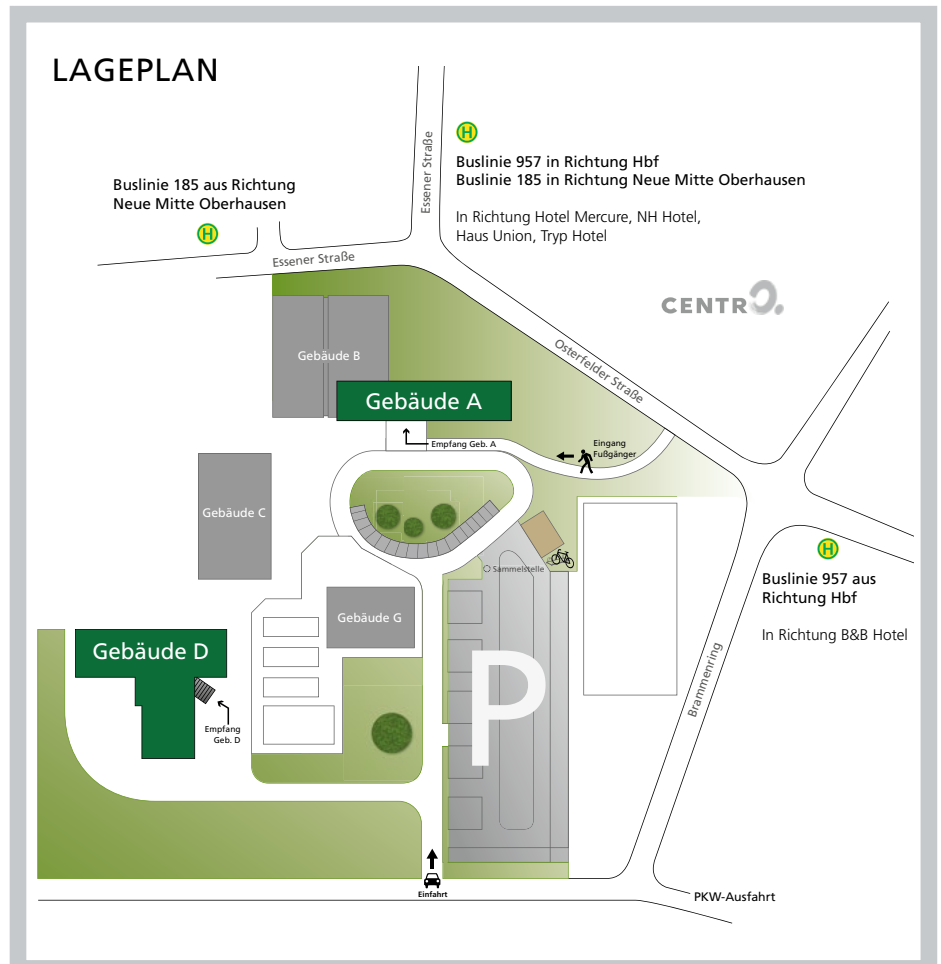 LAGEPLAN
Essener Straße
H
Buslinie 957 in Richtung Hbf
Buslinie 185 in Richtung Neue Mitte Oberhausen
In Richtung Hotel Mercure, NH Hotel,
Haus Union, Tryp Hotel
Buslinie 185 aus Richtung
Neue Mitte Oberhausen
H
Essener Straße
CENTRO.
Osterfelder Straße
Gebäude B
Gebäude A
Empfang Geb. A
Eingang
Fußgänger
Gebäude C
Sammelstelle
H
Buslinie 957 aus
Richtung Hbf
In Richtung B&B Hotel
Gebäude G
Gebäude D
P
Brammenring
Empfang
Geb. D
Einfahrt
PKW-Ausfahrt